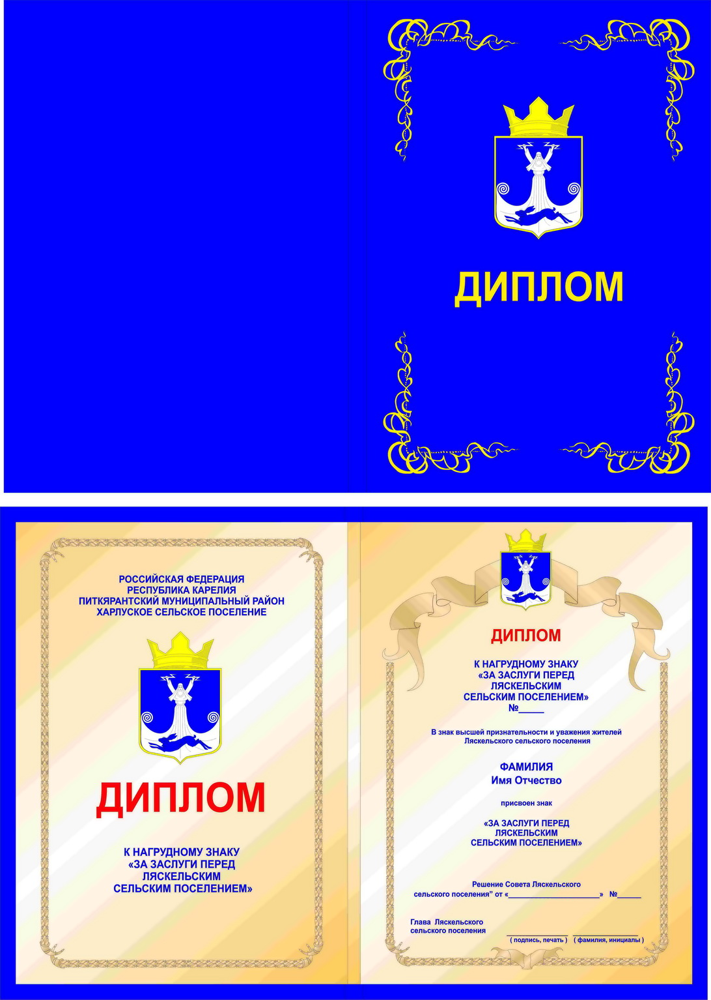 ДИПЛОМ
РОССИЙСКАЯ ФЕДЕРАЦИЯ
РЕСПУБЛИКА КАРЕЛИЯ
ПИТКЯРАНТСКИЙ МУНИЦИПАЛЬНЫЙ РАЙОН
ХАРЛУСКОЕ СЕЛЬСКОЕ ПОСЕЛЕНИЕ
ДИПЛОМ
К НАГРУДНОМУ ЗНАКУ
«ЗА ЗАСЛУГИ ПЕРЕД
ЛЯСКЕЛЬСКИМ
СЕЛЬСКИМ ПОСЕЛЕНИЕМ»
ДИПЛОМ
К НАГРУДНОМУ ЗНАКУ
«ЗА ЗАСЛУГИ ПЕРЕД
ЛЯСКЕЛЬСКИМ
СЕЛЬСКИМ ПОСЕЛЕНИЕМ»
№_____
В знак высшей признательности и уважения жителей
Ляскельского сельского поселения
ФАМИЛИЯ
Имя Отчество
присвоен знак
«ЗА ЗАСЛУГИ ПЕРЕД
ЛЯСКЕЛЬСКИМ
СЕЛЬСКИМ ПОСЕЛЕНИЕМ»
Решение Совета Ляскельского
сельского поселения" от «_______________________» №______
Глава Ляскельского
сельского поселения _______________ ________________
( подпись, печать ) ( фамилия, инициалы )